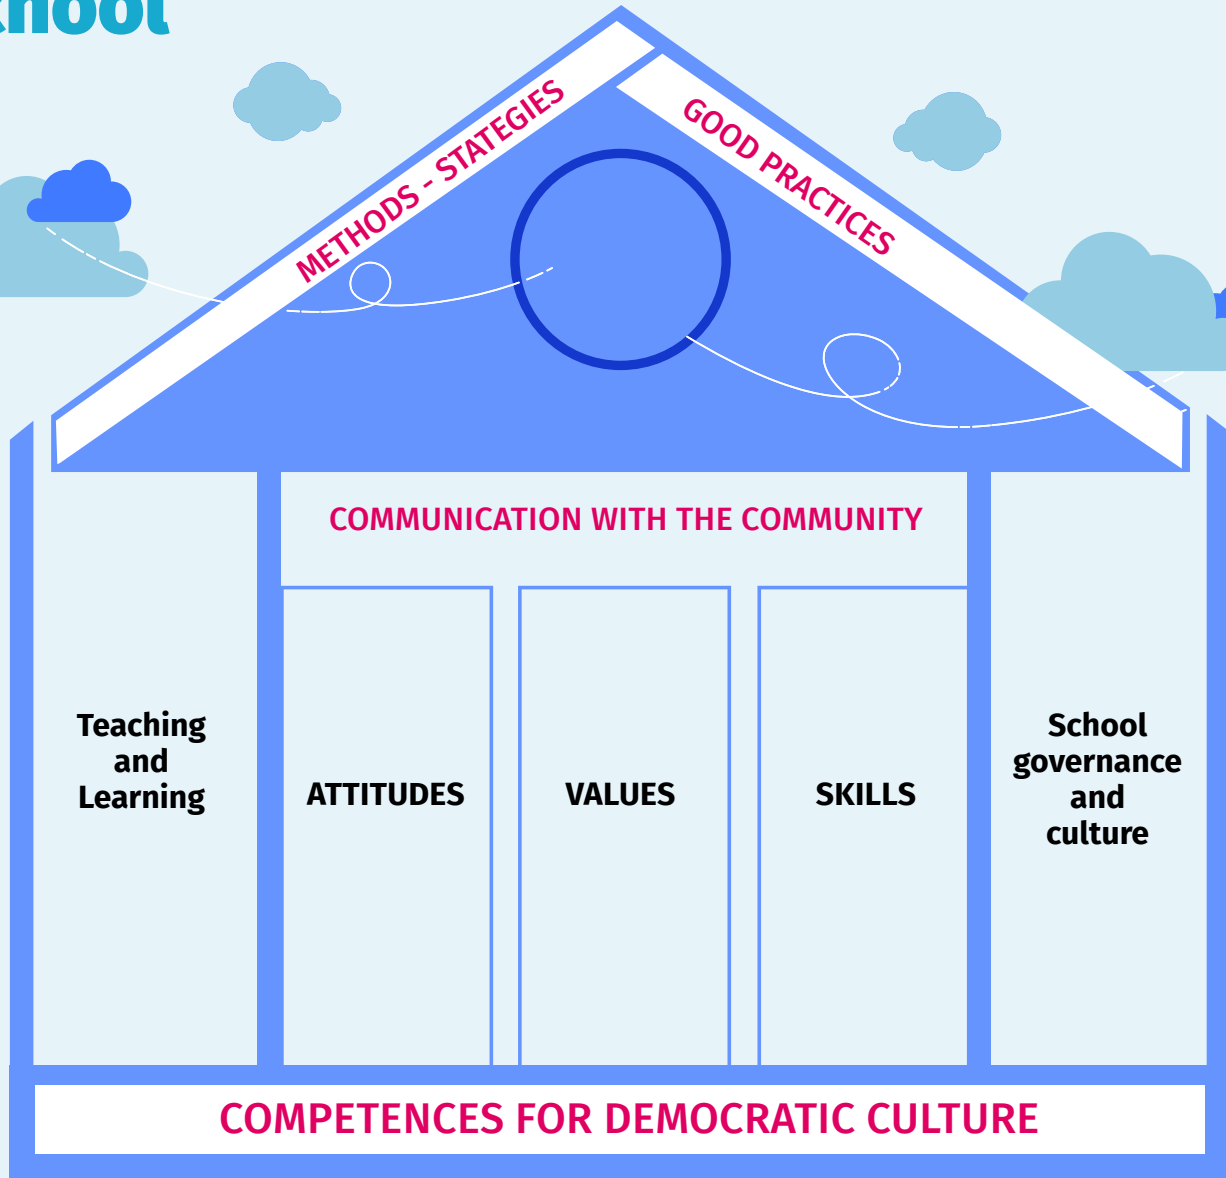 METHODS - STATEGIES
GOOD PRACTICES
COMMUNICATION WITH THE COMMUNITY
Teaching
and
Learning
ATTITUDES
VALUES
SKILLS
School
governance
and
culture
COMPETENCES FOR DEMOCRATIC CULTURE